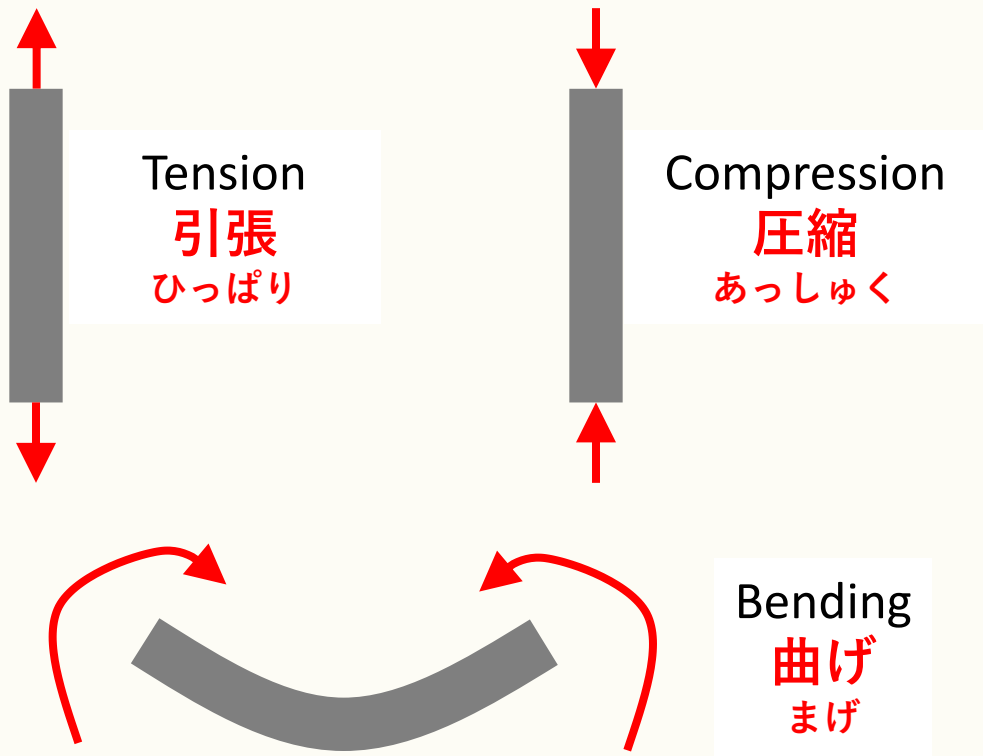 Tension
引張
ひっぱり
Compression
圧縮
あっしゅく
Bending
曲げ
まげ